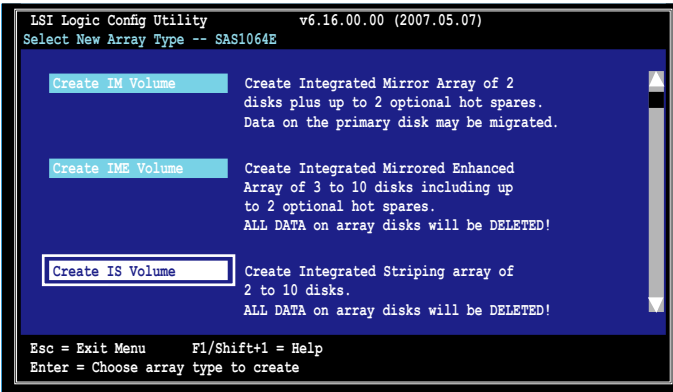 LSI Logic Config Utility v6.16.00.00 (2007.05.07)
Select New Array Type -- SAS1064E
Create IM Volume Create Integrated Mirror Array of 2
disks plus up to 2 optional hot spares.
Data on the primary disk may be migrated.
Create IME Volume Create Integrated Mirrored Enhanced
Array of 3 to 10 disks including up
to 2 optional hot spares.
ALL DATA on array disks will be DELETED!
Create IS Volume Create Integrated Striping array of
2 to 10 disks.
ALL DATA on array disks will be DELETED!
Esc = Exit Menu F1/Shift+1 = Help
Enter = Choose array type to create